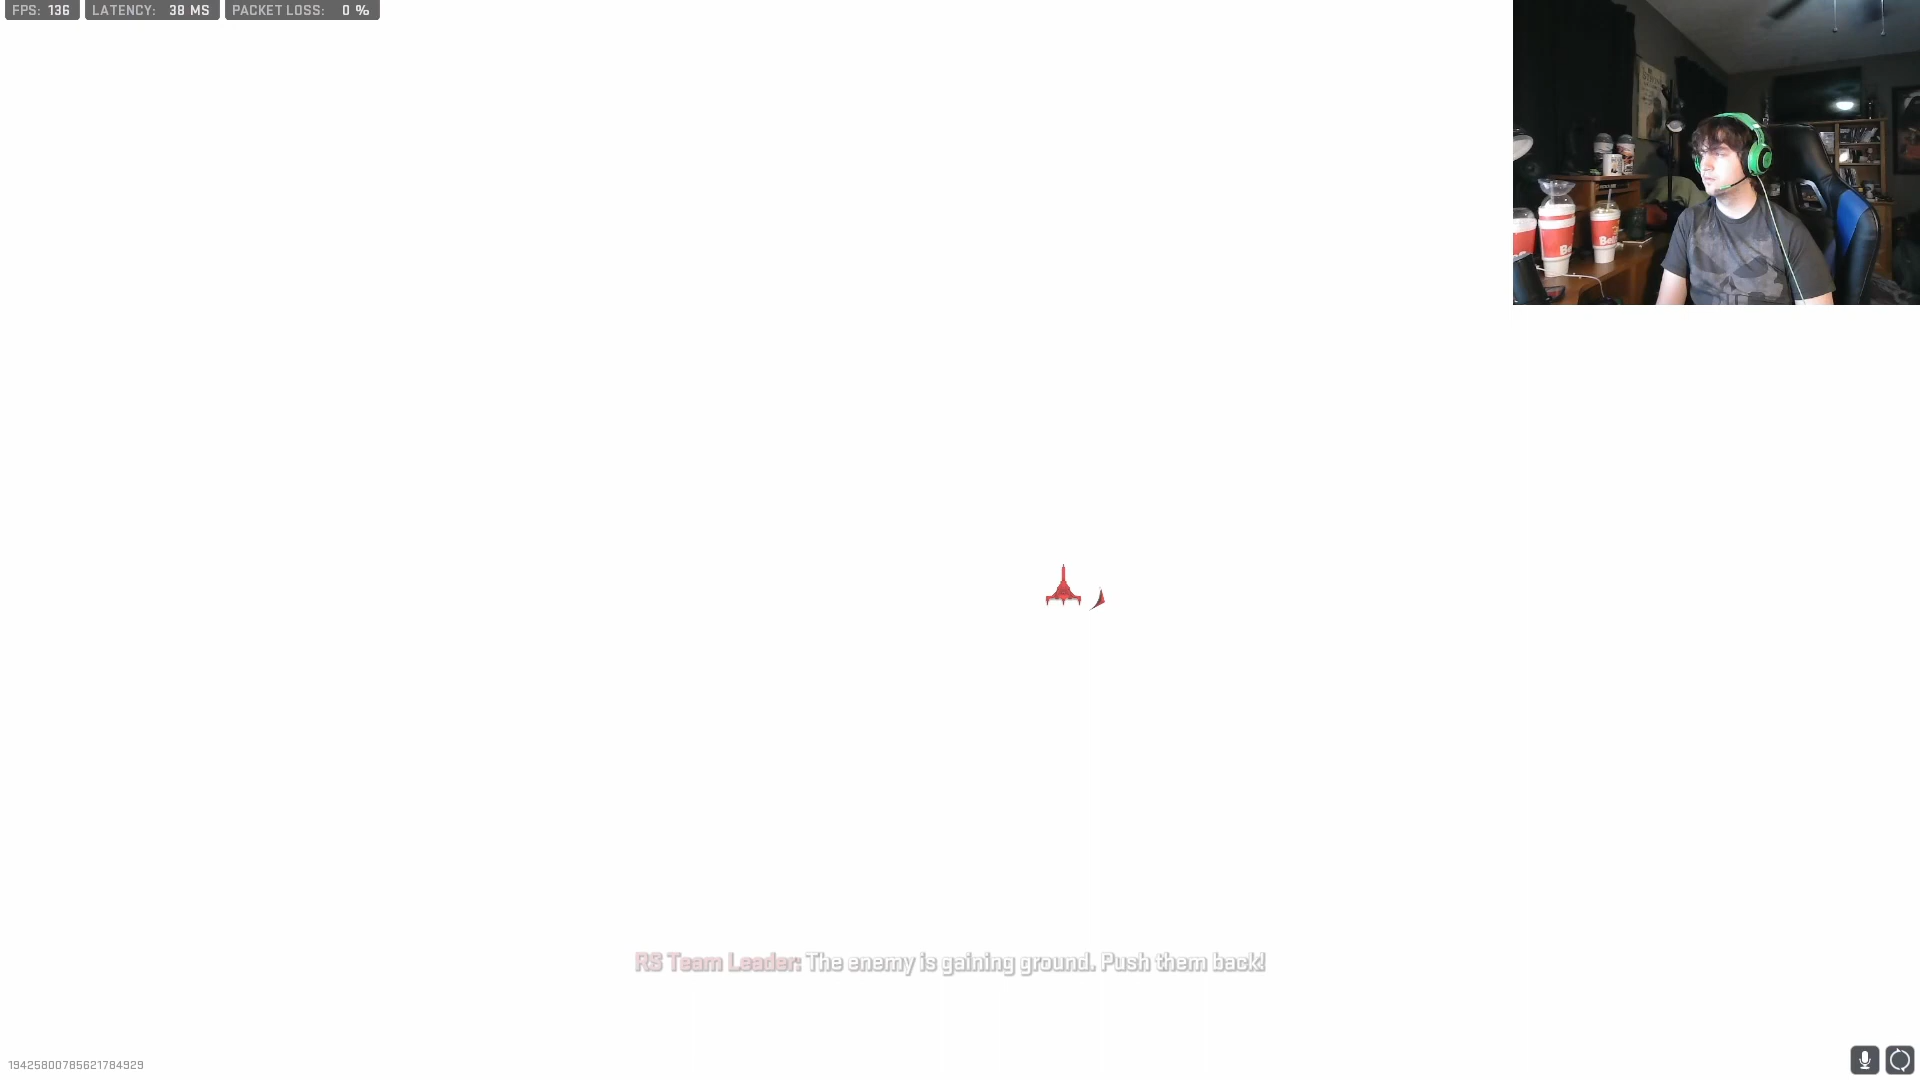 FPS: 136 LATENCY: 38 MS PACKET LOSS: 0 %
RS Team Leader: The enemy is gaining ground. Push them back!
19425800785621784929